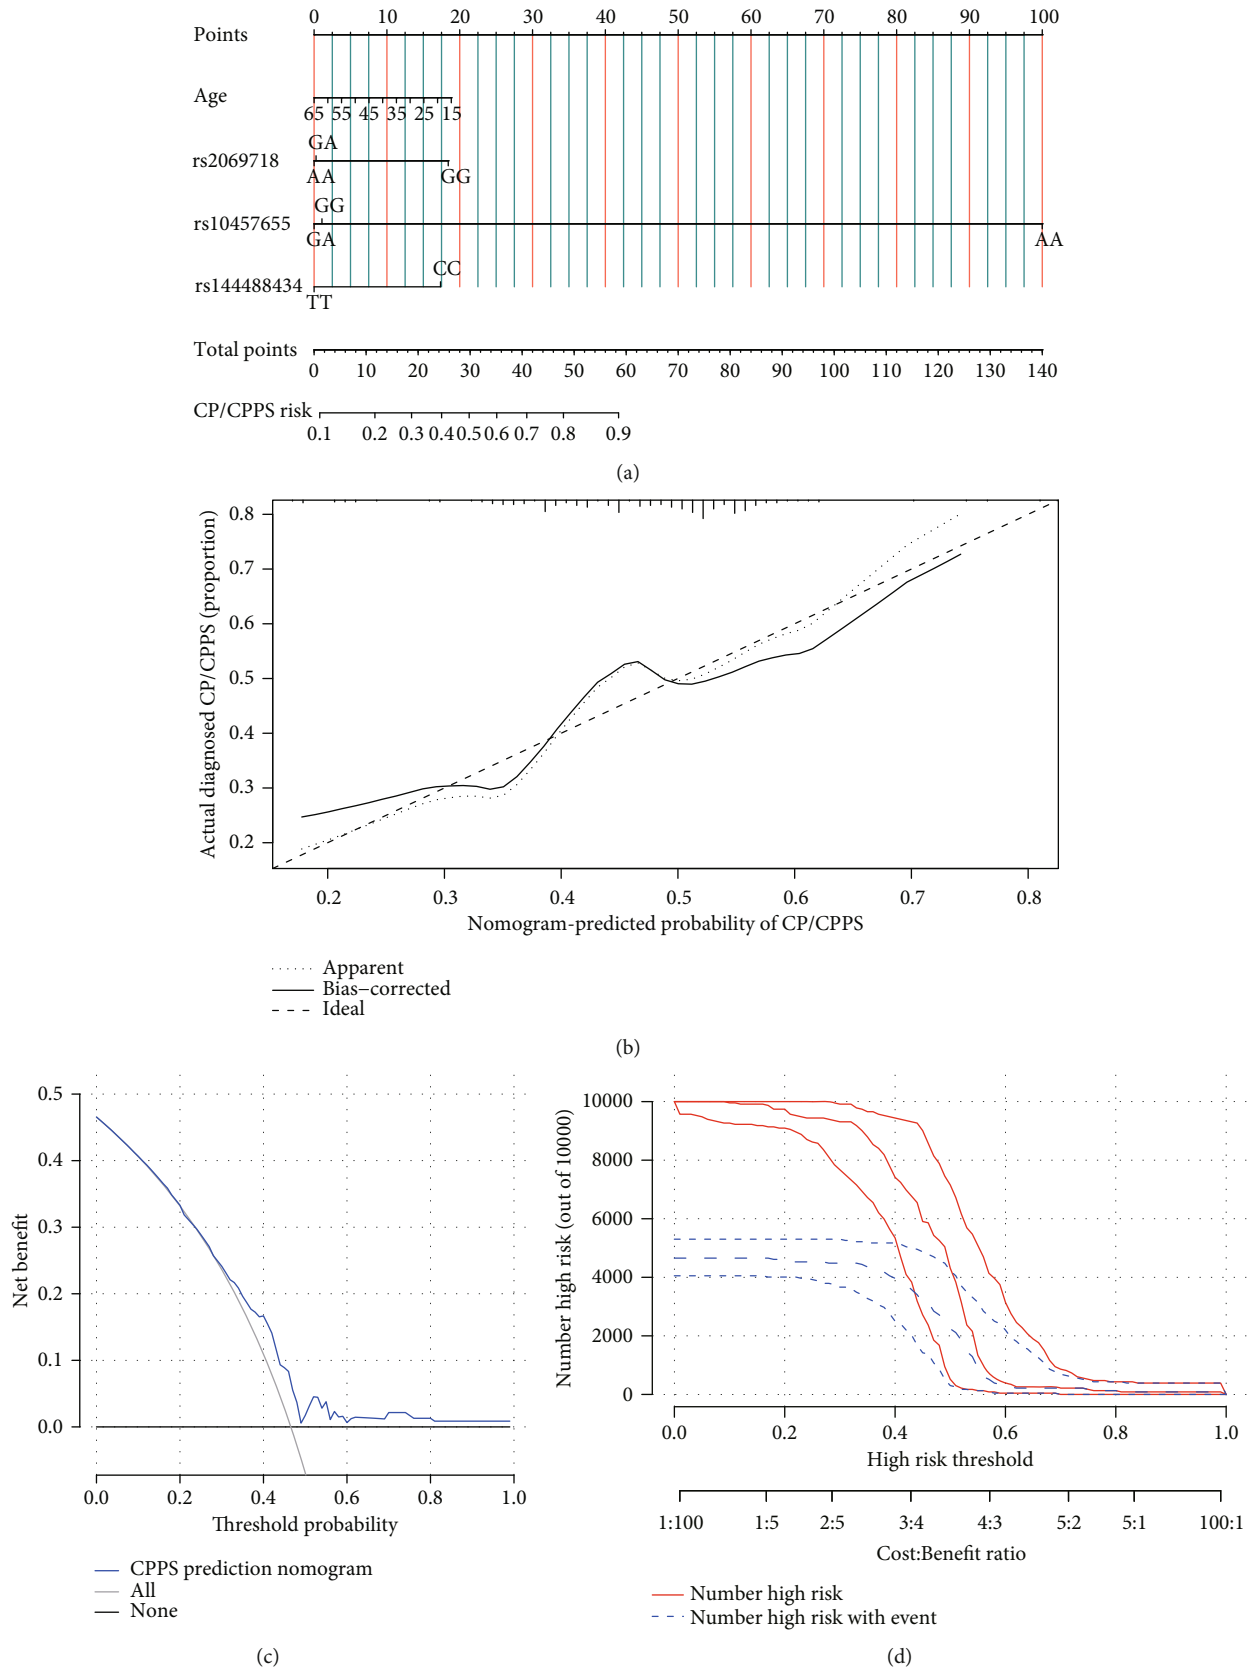 0 10 20 30 40 50 60 70 80 90 100
Points
Age
65 55 45 35 25 15
GA
rs2069718
AA GG
GG
rs10457655
GA AA
CC
rs144488434
TT
Total points
0 10 20 30 40 50 60 70 80 90 100 110 120 130 140
CP/CPPS risk
0.1 0.2 0.3 0.4 0.5 0.6 0.7 0.8 0.9
(a)
Actual diagnosed CP/CPPS (proportion)
0.8
0.7
0.6
0.5
0.4
0.3
0.2
0.2 0.3 0.4 0.5 0.6 0.7 0.8
Nomogram-predicted probability of CP/CPPS
Apparent
Bias−corrected
Ideal
(b)
Net benefit
0.5
0.4
0.3
0.2
0.1
0.0
0.0 0.2 0.4 0.6 0.8 1.0
Threshold probability
CPPS prediction nomogram
All
None
(c)
Number high risk (out of 10000)
10000
8000
6000
4000
2000
0
0.0 0.2 0.4 0.6 0.8 1.0
High risk threshold
1:100 1:5 2:5 3:4 4:3 5:2 5:1 100:1
Cost:Benefit ratio
Number high risk
Number high risk with event
(d)